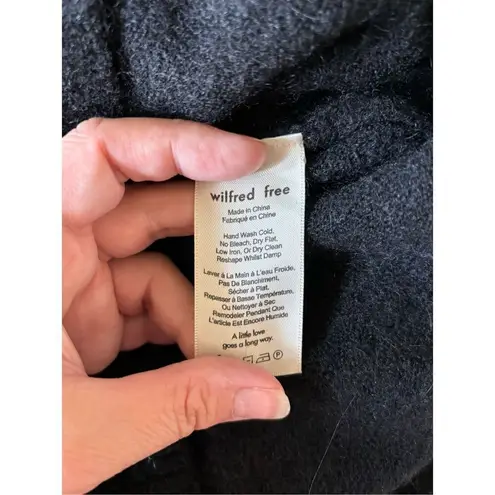 wilfred free
Made in China
Fabriqué en Chine
Hand Wash Cold.
No Bleach, Dry Flat,
Low Iron, Or Dry Clean
Reshape Whilst Damp
Laver à La Main à L'eau Froide,
Pas De Blanchiment,
Sécher à Plat,
Repasser à Basse Température,
Ou Nettoyer à Sec
Remodeler Pendant Que
L'article Est Encore Humide
A little love
goes a long way.
P